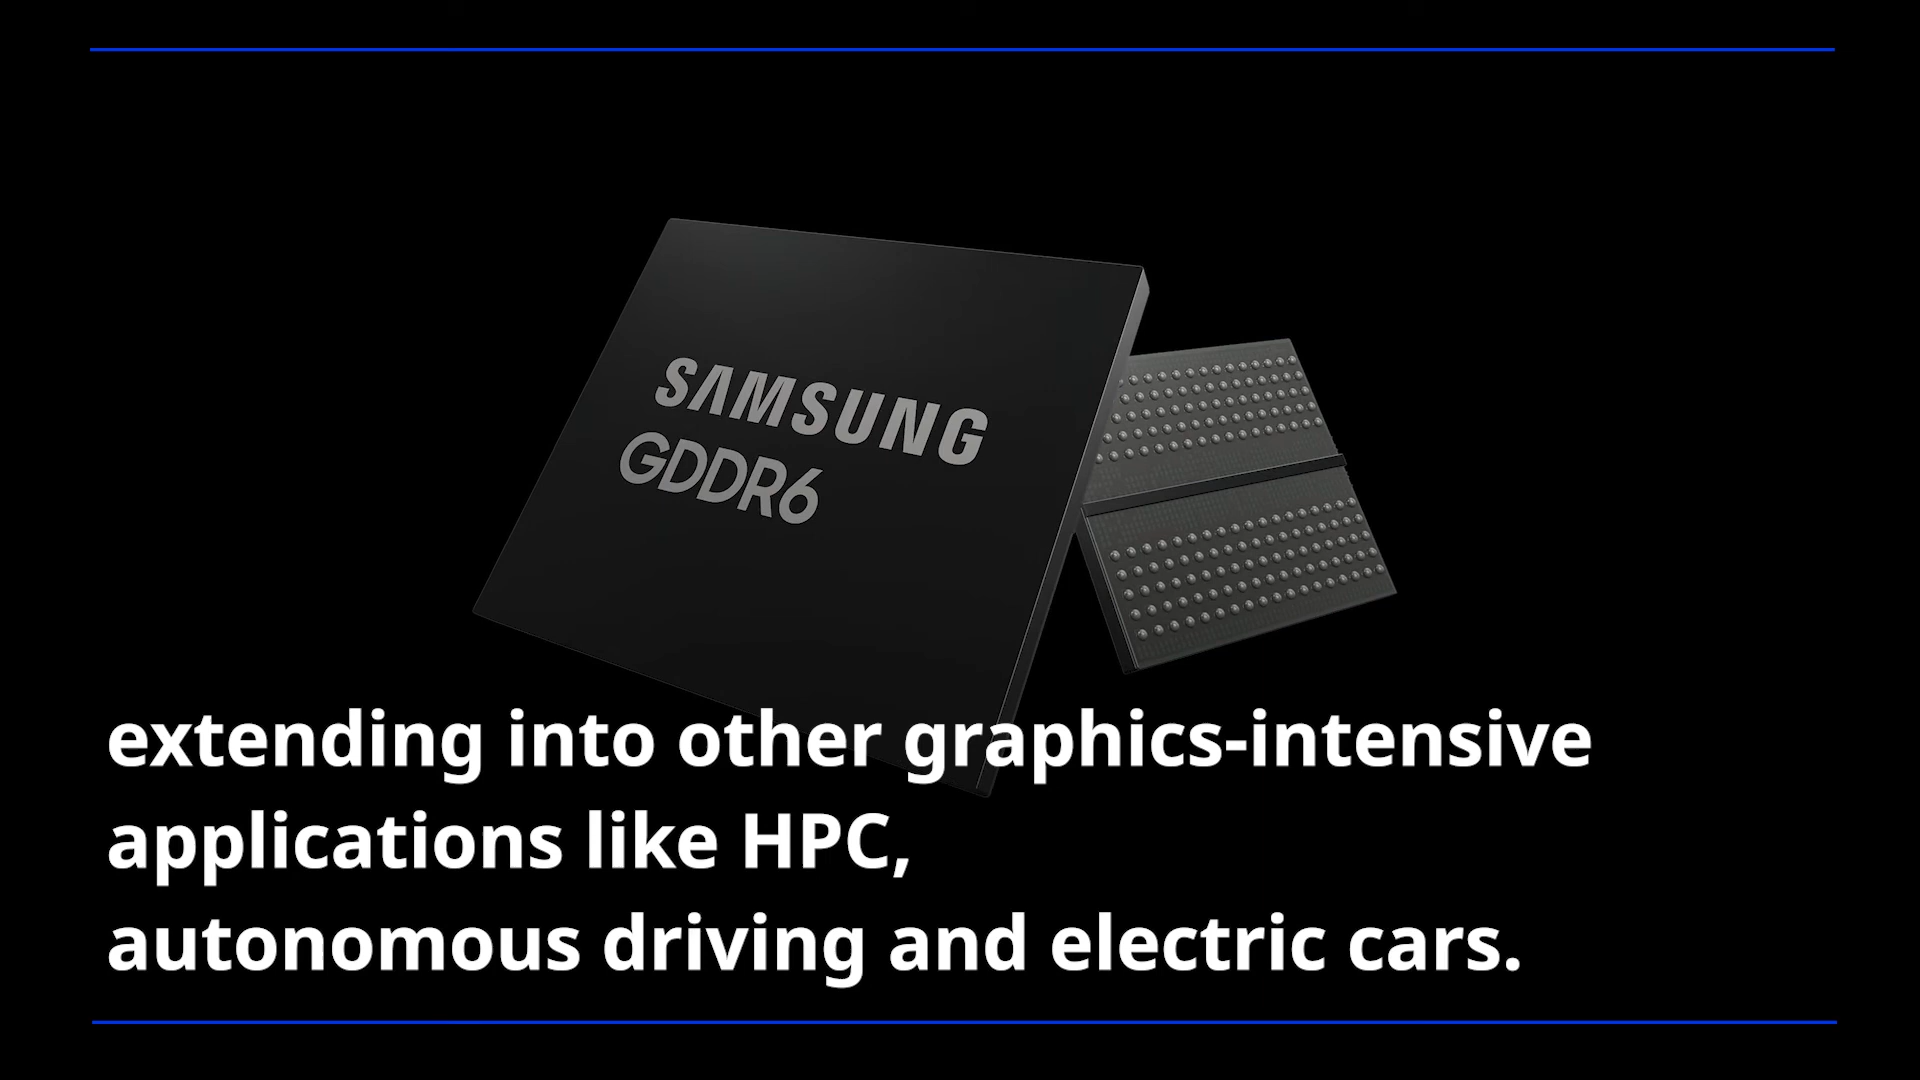 SAMSUNG
GDDR6
extending into other graphics-intensive
applications like HPC,
autonomous driving and electric cars.